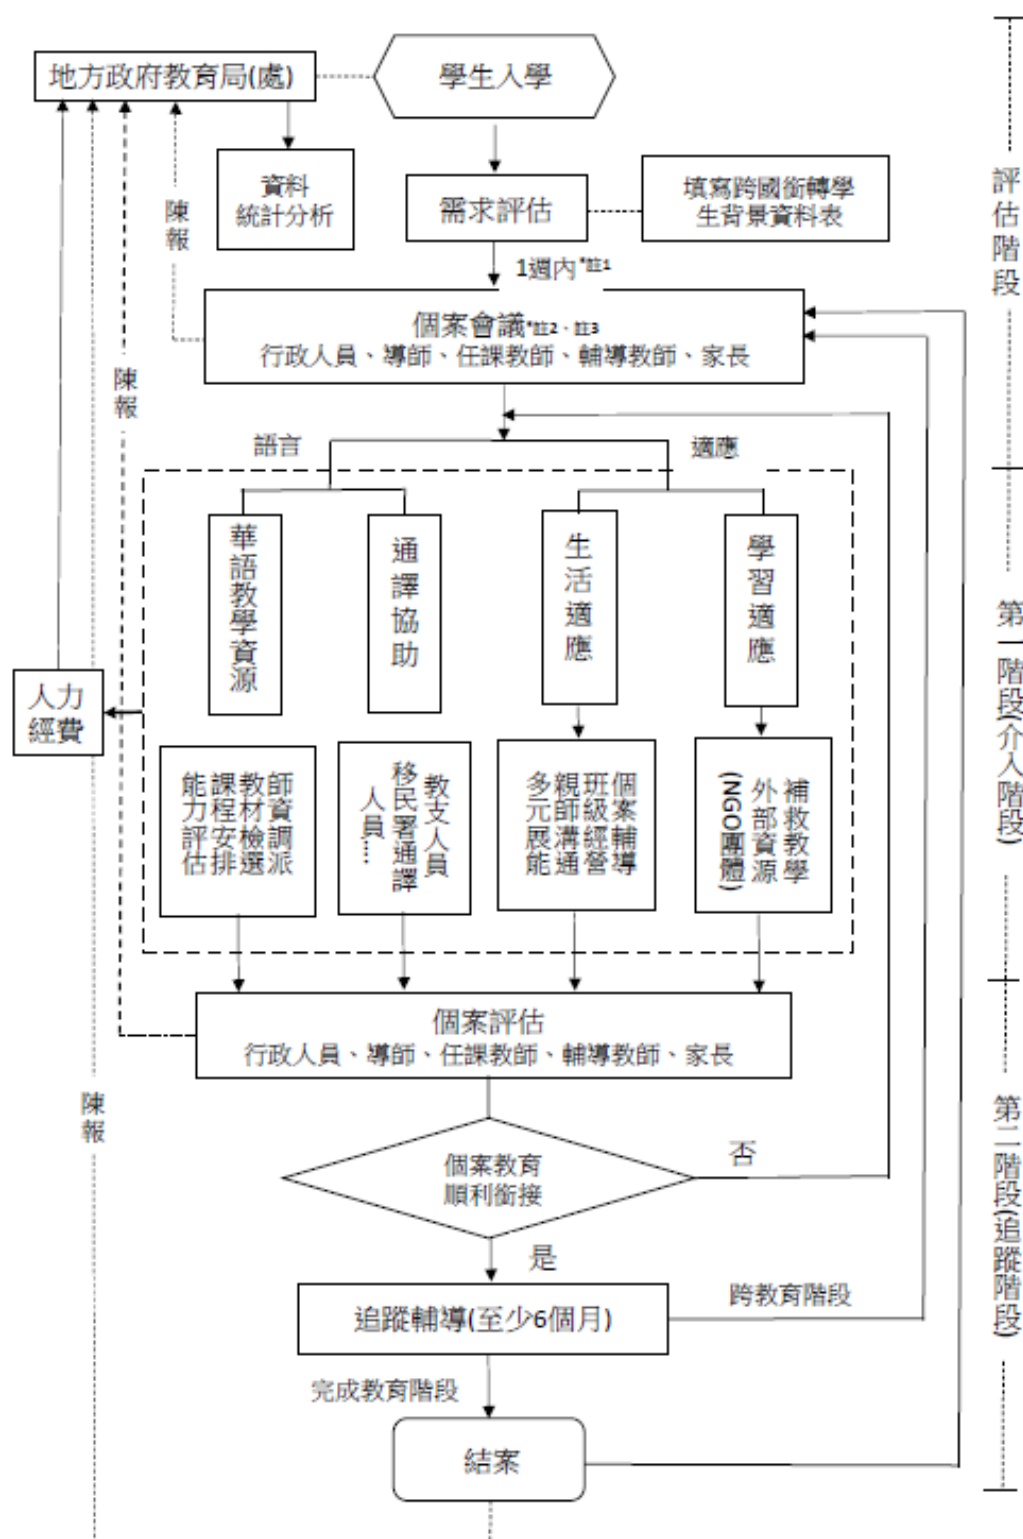 地方政府教育局(處)
學生入學
資料
統計分析
陳報
需求評估
填寫跨國銜轉學
生背景資料表
評估階段
1週內*註1
個案會議*註2、註3
行政人員、導師、任課教師、輔導教師、家長
陳報
語言
適應
華語教學資源
通譯協助
生活適應
學習適應
第一階段(介入階段)
人力
經費
師資調派
教材檢選
課程安排
能力評估
教支人員
移民署通譯
人員....
個案輔導
班級經營
親師溝通
多元展能
補救教學
外部資源
(NGO團體)
個案評估
行政人員、導師、任課教師、輔導教師、家長
陳報
個案教育
順利銜接
否
是
第二階段(追蹤階段)
追蹤輔導(至少6個月)
跨教育階段
完成教育階段
結案